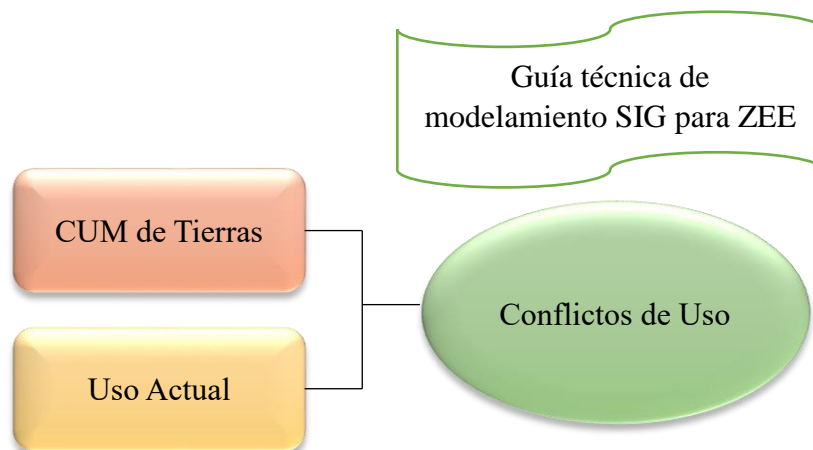 Guía técnica de
modelamiento SIG para ZEE
CUM de Tierras
Conflictos de Uso
Uso Actual